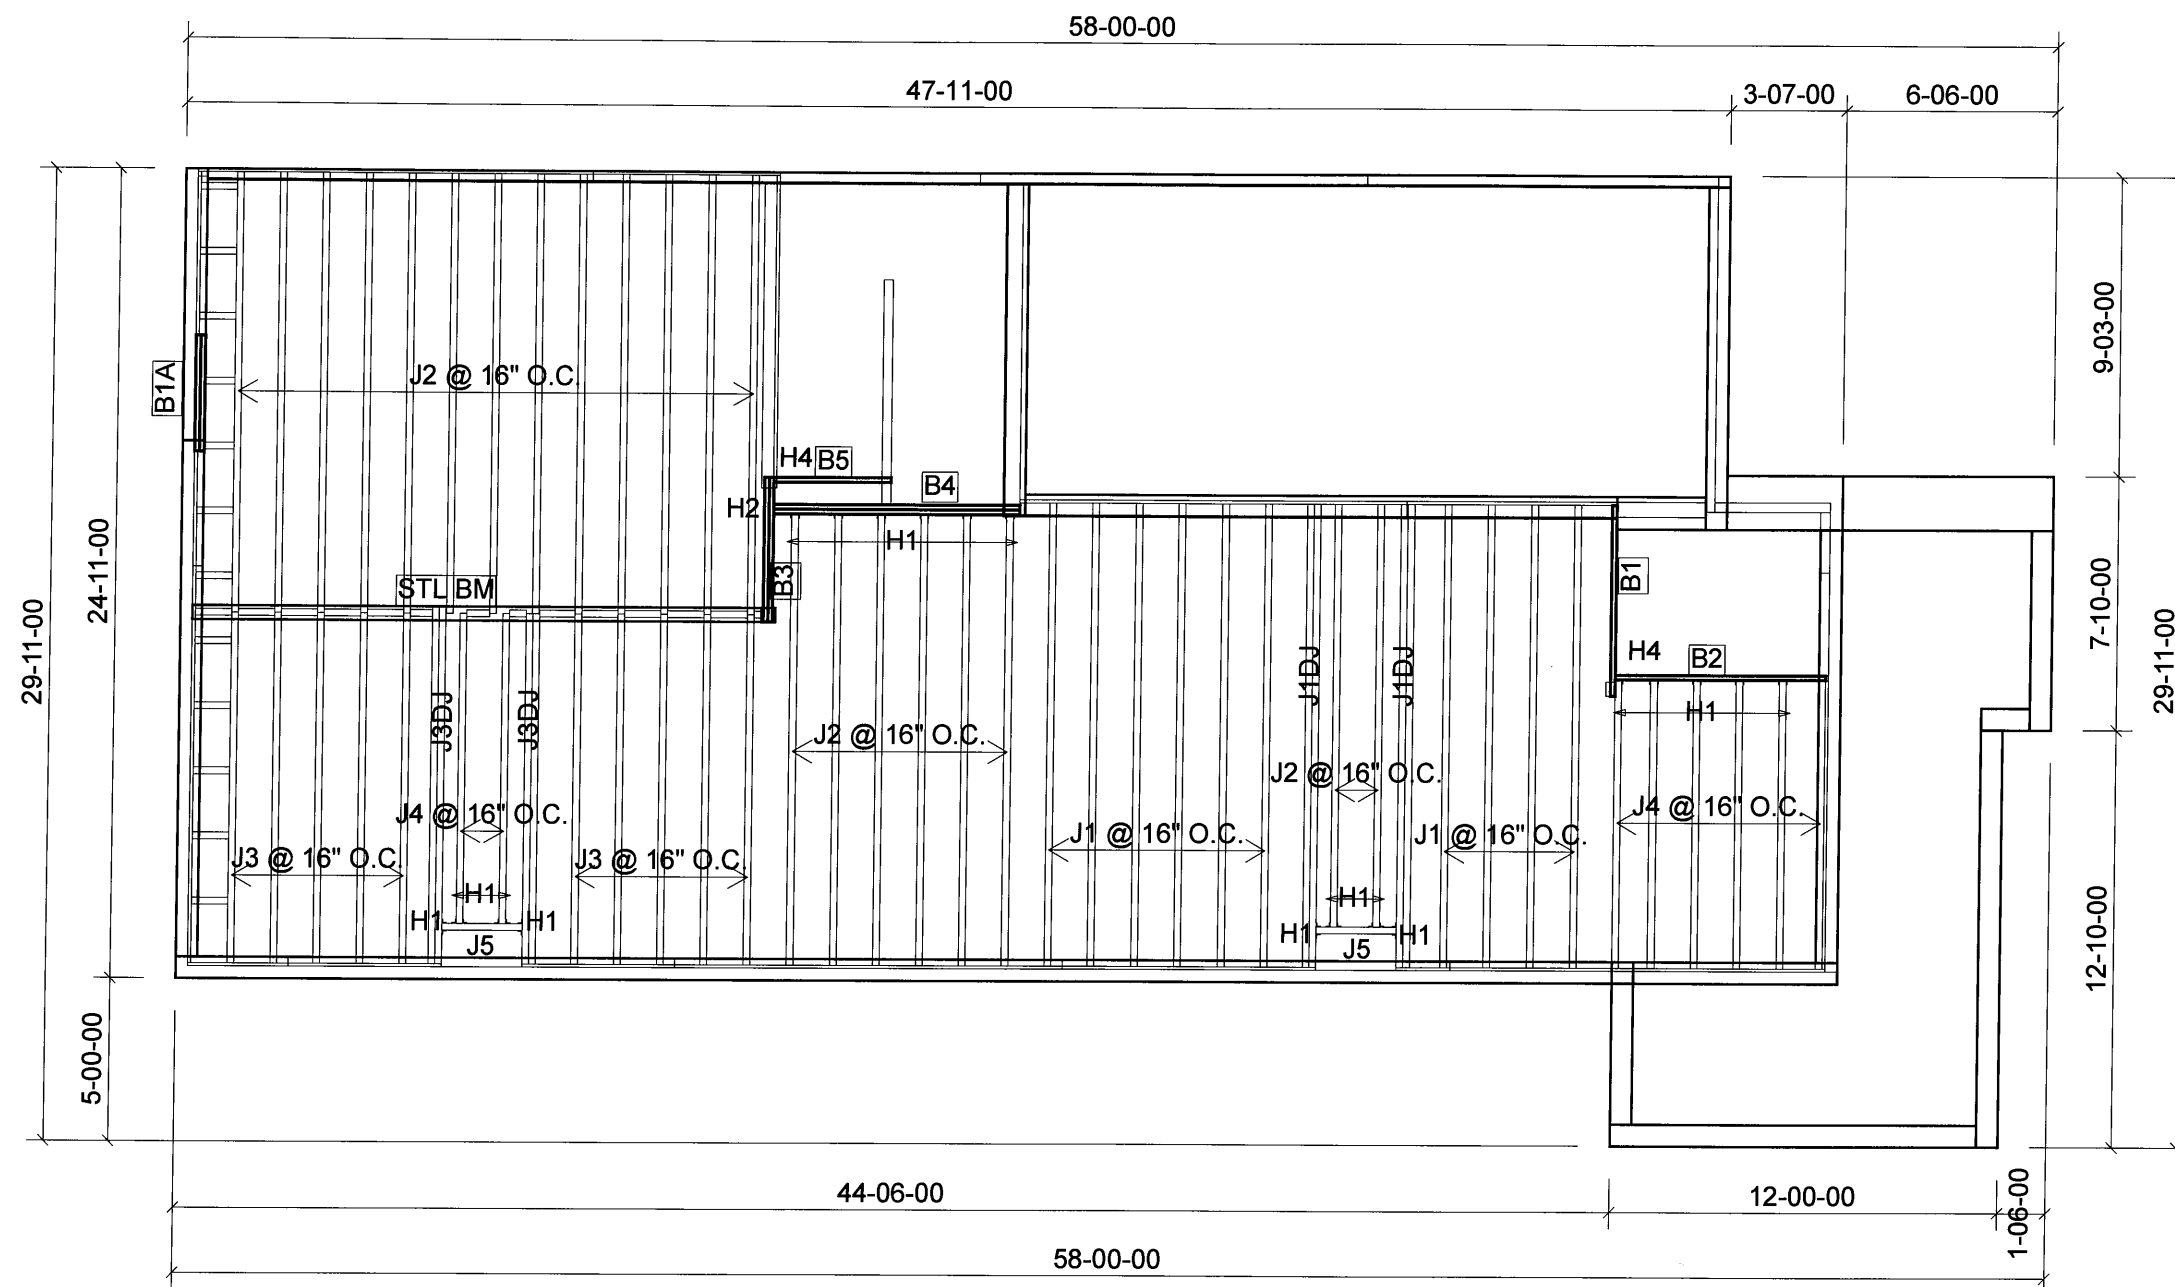 58-00-00
47-11-00
3-07-00
6-06-00
9-03-00
B1A
J2 @ 16" O.C.
H4
B5
B4
H2
H1
B3
B1
STL BM
24-11-00
29-11-00
7-10-00
29-11-00
H4
B2
J3DJ
J3DJ
J1DJ
J1DJ
H1
J2 @ 16" O.C.
J2 @ 16" O.C.
J4 @ 16" O.C.
J4 @ 16" O.C.
J1 @ 16" O.C.
J1 @ 16" O.C.
J3 @ 16" O.C.
J3 @ 16" O.C.
H1
H1
H1
H1
J5
H1
H1
J5
12-10-00
5-00-00
44-06-00
12-00-00
1-06-00
58-00-00